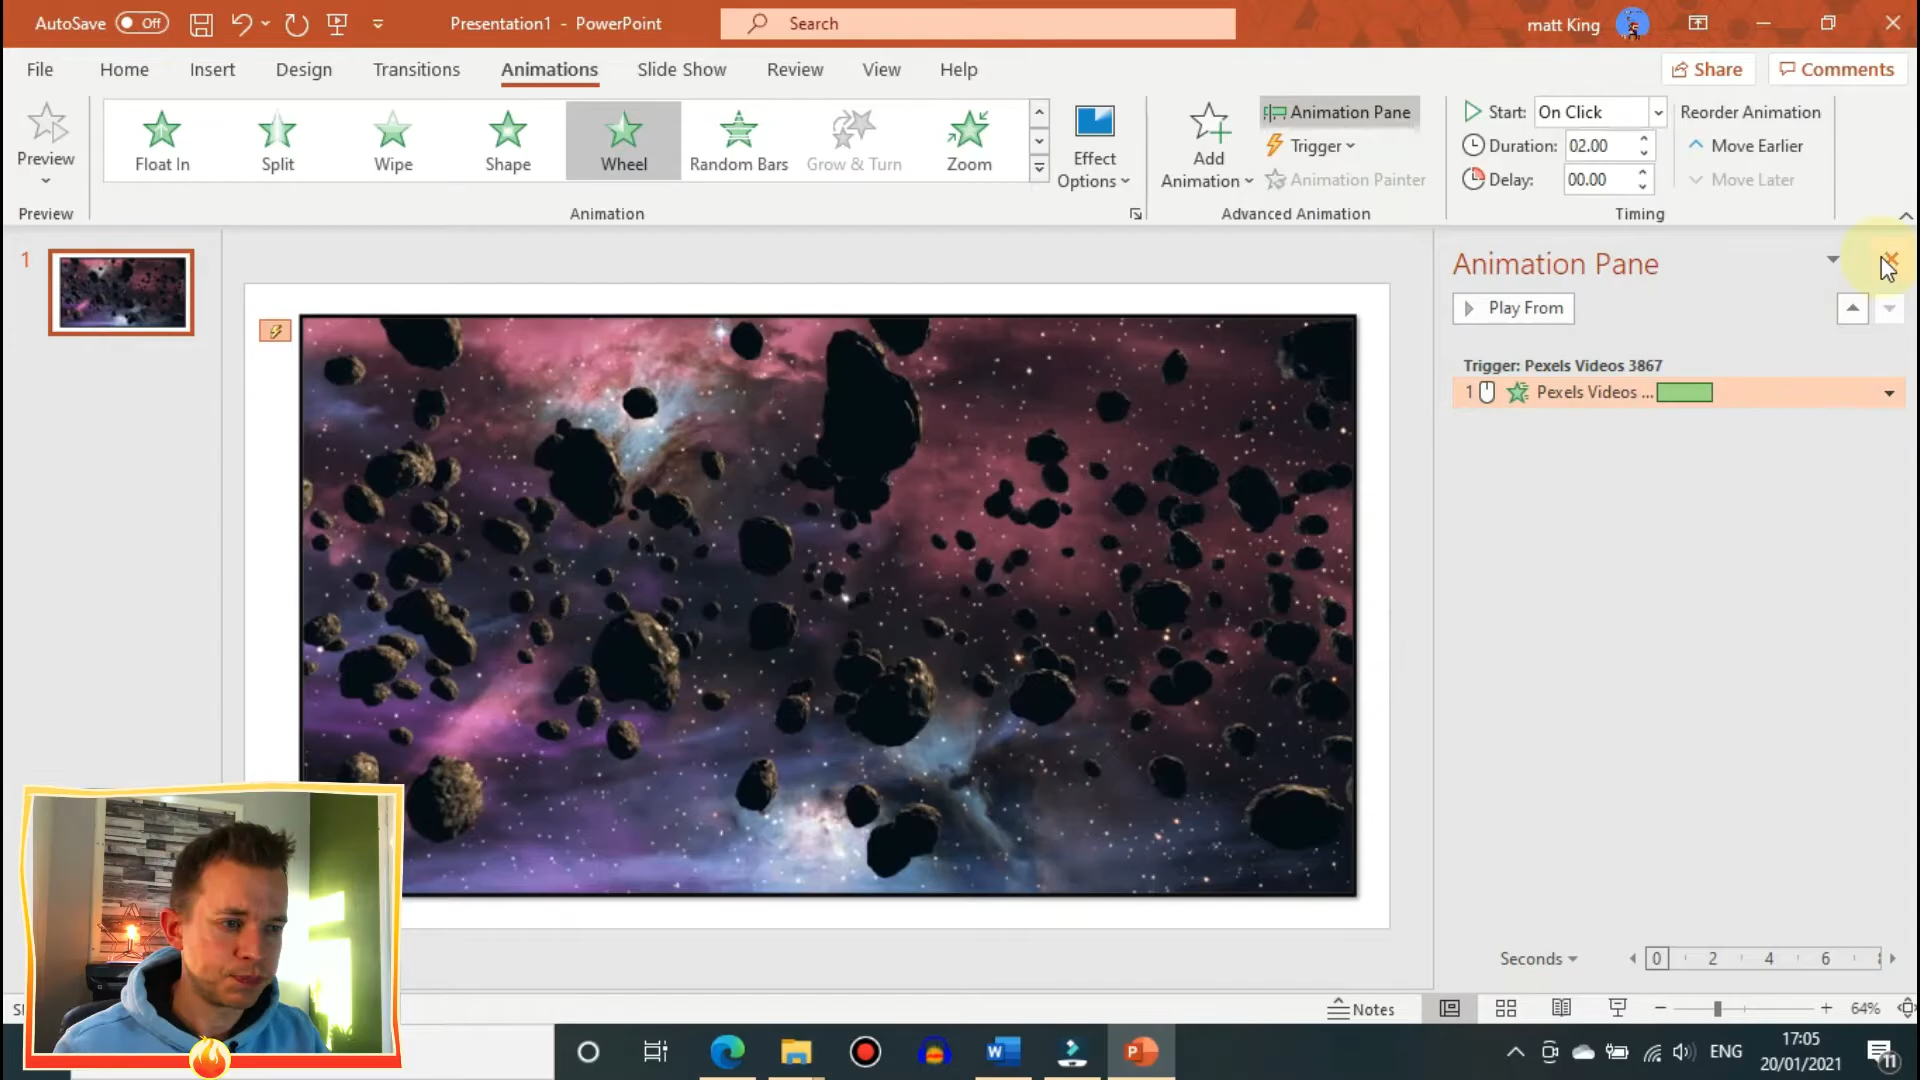 AutoSave Off
Presentation1 - PowerPoint
Search
matt King
File Home Insert Design Transitions Animations Slide Show Review View Help
Share Comments
Preview
Float In Split Wipe Shape Wheel Random Bars Grow & Turn Zoom
Effect Options
Add Animation
Animation Pane
Trigger
Animation Painter
Start: On Click
Duration: 02.00
Delay: 00.00
Reorder Animation
Move Earlier
Move Later
Preview Animation Advanced Animation Timing
1
Animation Pane
Play From
Trigger: Pexels Videos 3867
1 Pexels Videos ...
Seconds 0 2 4 6
Notes
64%
W P
ENG
17:05
20/01/2021
11